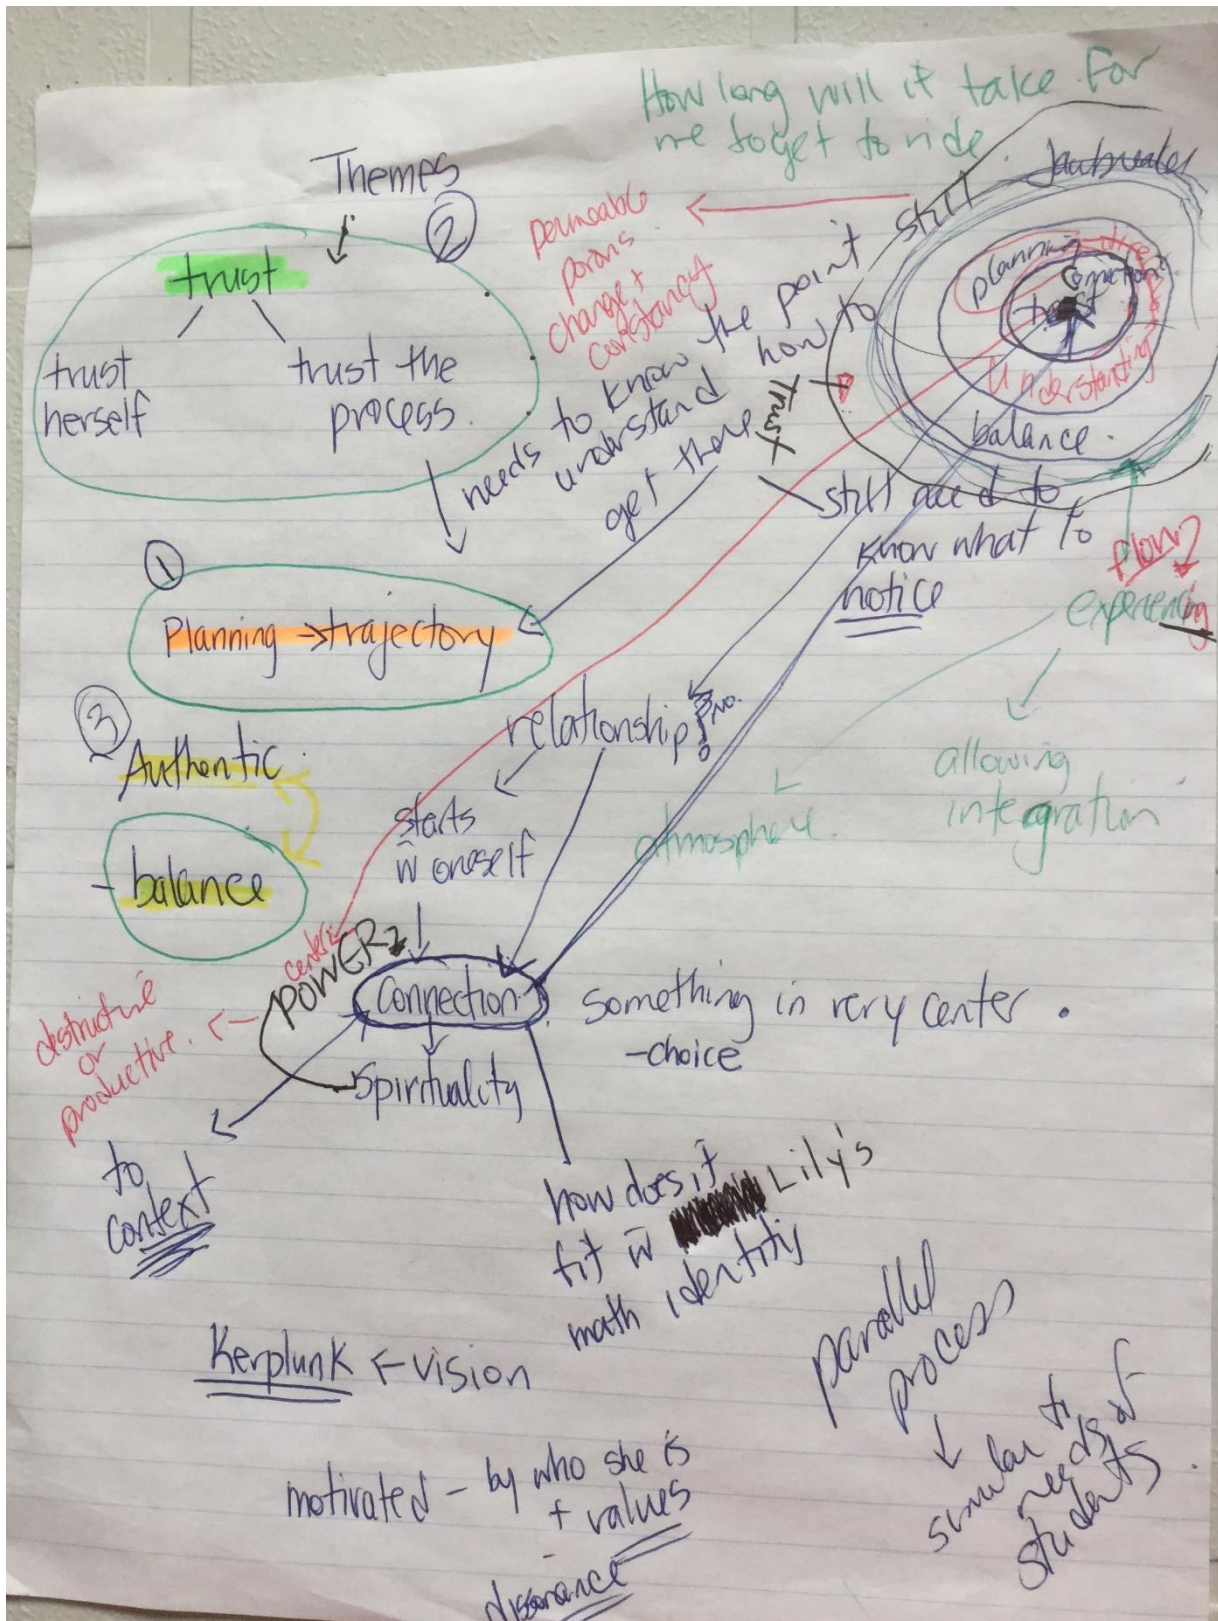 How long will it take for
me to get to ride.
Themes
②
trust
trust
herself
trust the
process.
permeable
change +
constancy
needs to know the point
understand how to
get there
trust
still
planning
Connection
trust
Understanding
balance.
still need to
know what to
notice
flow?
experiencing
allowing
integration
atmosphere.
①
Planning → trajectory
③
Authentic.
- balance
relationship
no.
starts
w̄ oneself
center
POWER
Connection
Spirituality
destructive
or
productive.
to
context
something in very center.
- choice
how does it
fit w̄ Lily's
math identity
Kerplunk ← vision
parallel
process
similar to
needs of
students.
motivated - by who she is
+ values
dissonance